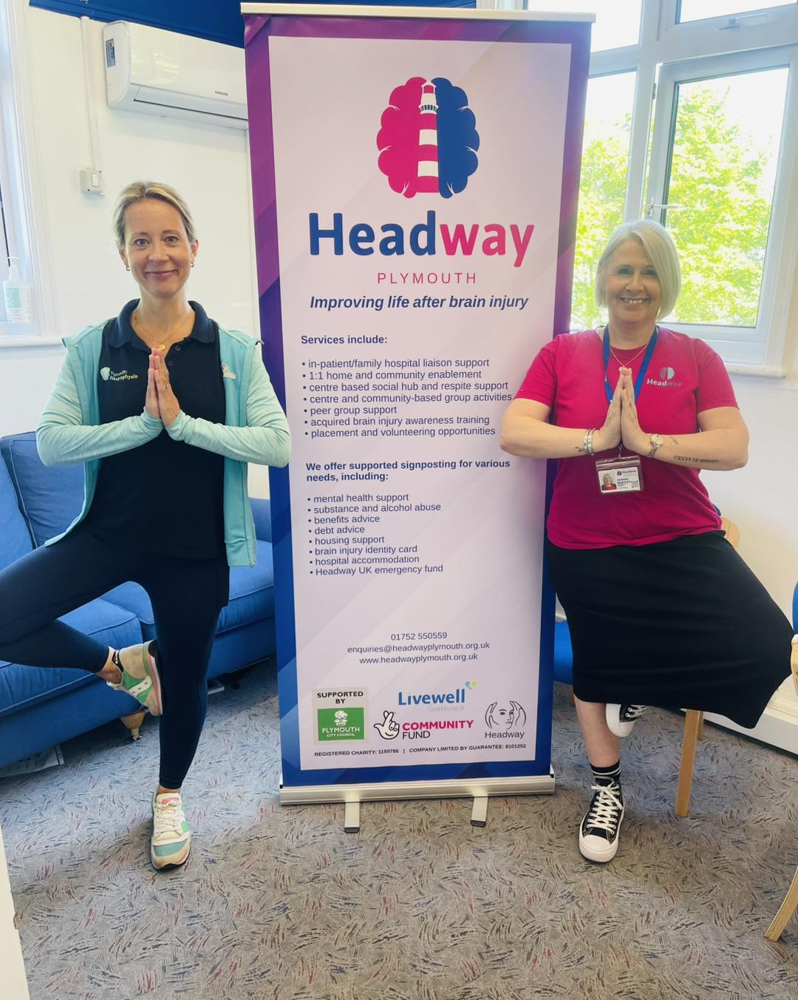 SAMSUNG
Headway
PLYMOUTH
Improving life after brain injury
Services include:
• in-patient/family hospital liaison support
• 1:1 home and community enablement
• centre based social hub and respite support
• centre and community-based group activities
• peer group support
• acquired brain injury awareness training
• placement and volunteering opportunities
We offer supported signposting for various
needs, including:
• mental health support
• substance and alcohol abuse
• benefits advice
• debt advice
• housing support
• brain injury identity card
• hospital accommodation
• Headway UK emergency fund
01752 550559
enquiries@headwayplymouth.org.uk
www.headwayplymouth.org.uk
SUPPORTED
BY
PLYMOUTH
CITY COUNCIL
Livewell
Southwest
COMMUNITY
FUND
Headway
REGISTERED CHARITY: 1150786 | COMPANY LIMITED BY GUARANTEE: 8101252
Plymouth
Neurophysio
Headway
Headway